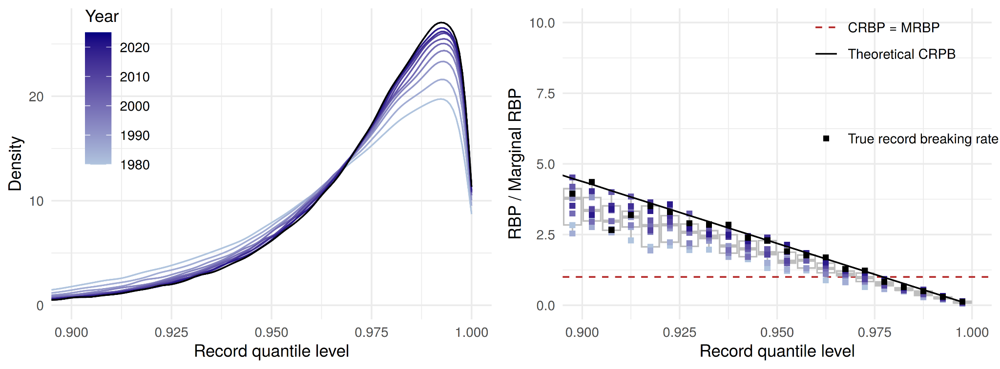 Year
2020
2010
2000
1990
1980
20
10
0
Density
0.900 0.925 0.950 0.975 1.000
Record quantile level
10.0
7.5
5.0
2.5
0.0
RBP / Marginal RBP
CRBP = MRBP
Theoretical CRPB
True record breaking rate
0.900 0.925 0.950 0.975 1.000
Record quantile level